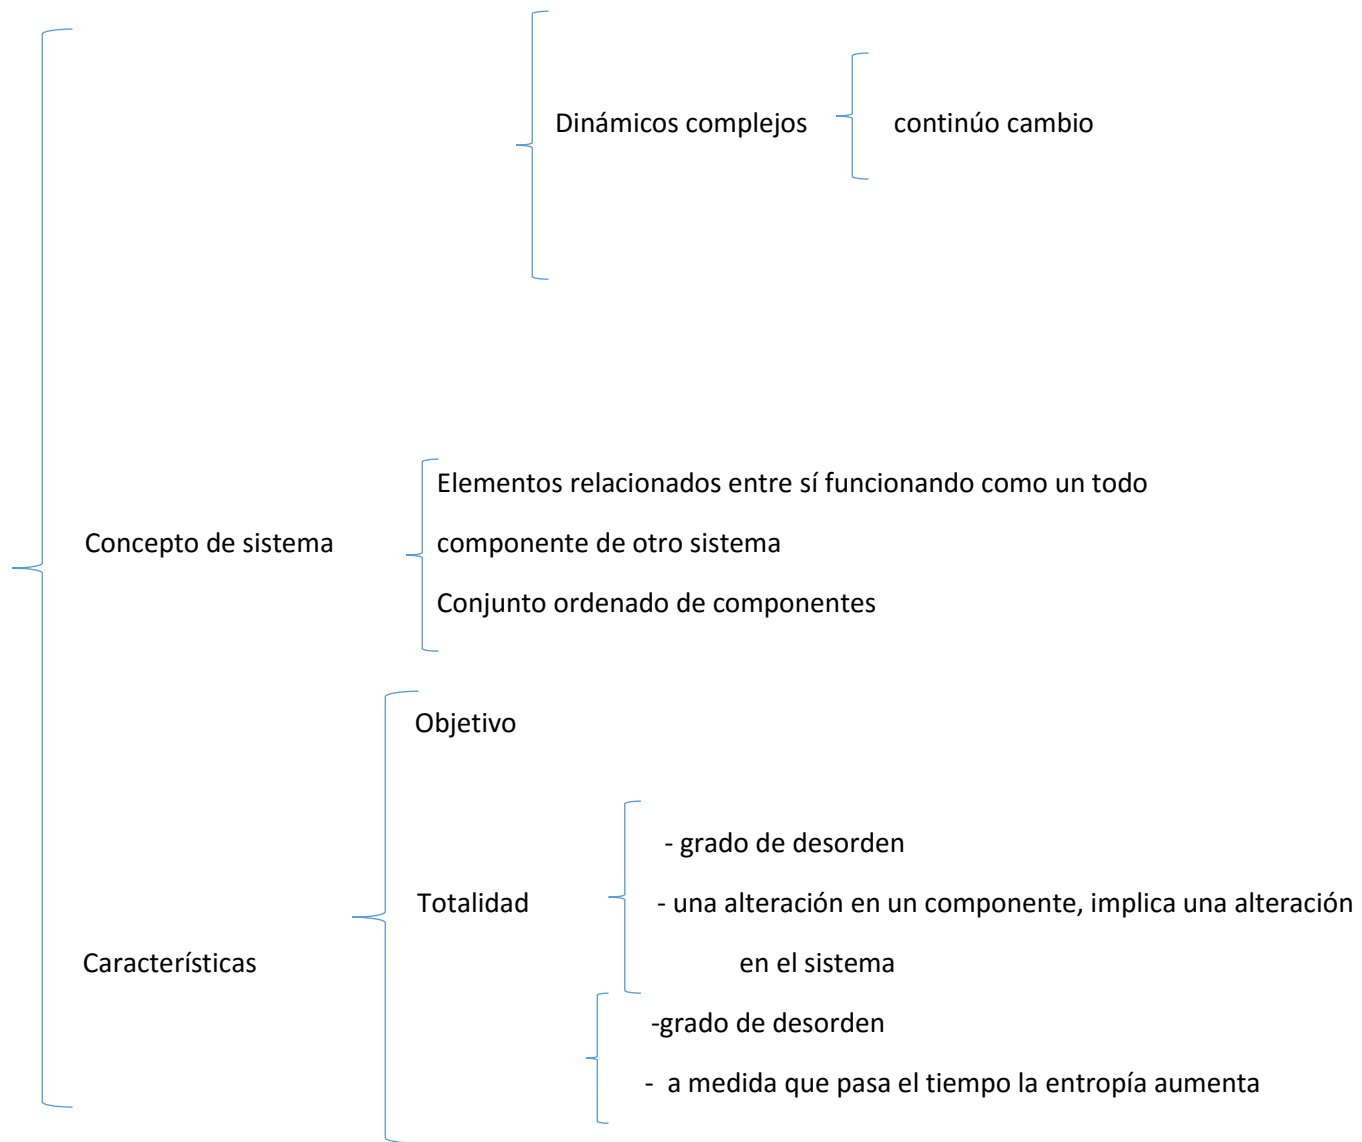 Dinámicos complejos continúo cambio
Elementos relacionados entre sí funcionando como un todo
Concepto de sistema componente de otro sistema
Conjunto ordenado de componentes
Objetivo
- grado de desorden
Totalidad - una alteración en un componente, implica una alteración
Características en el sistema
-grado de desorden
- a medida que pasa el tiempo la entropía aumenta